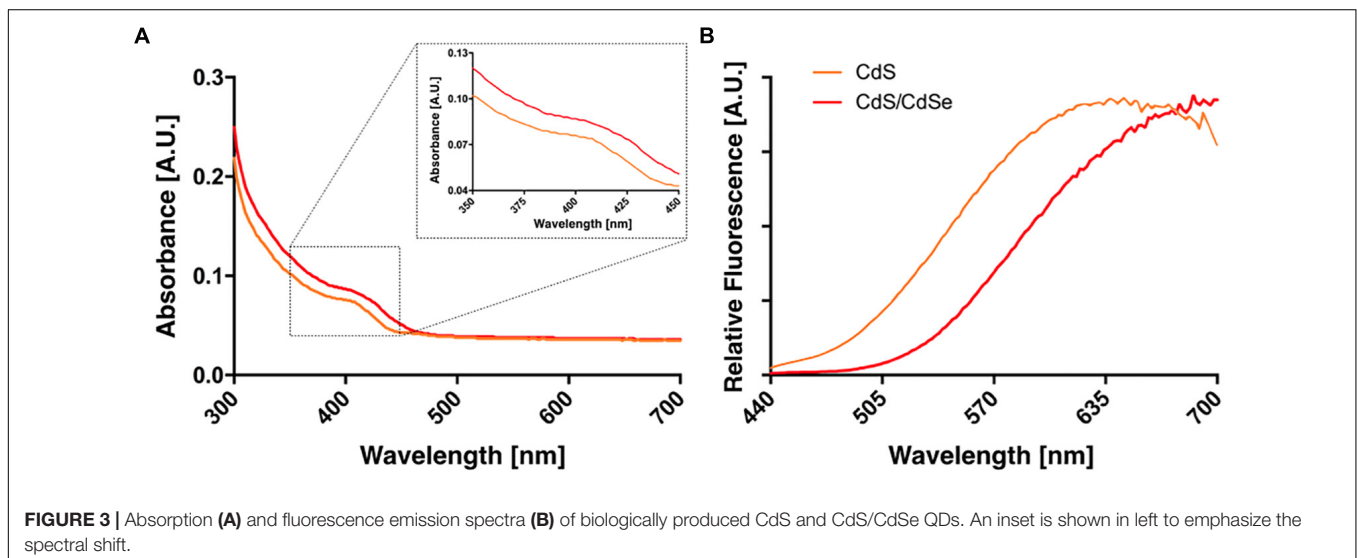 A
0.3
0.2
0.1
0.0
Absorbance [A.U.]
300
400
500
600
700
Wavelength [nm]
0.13
0.10
0.07
0.04
Absorbance [A.U.]
350
375
400
425
450
Wavelength [nm]
B
CdS
CdS/CdSe
Relative Fluorescence [A.U.]
440
505
570
635
700
Wavelength [nm]
FIGURE 3 | Absorption (A) and fluorescence emission spectra (B) of biologically produced CdS and CdS/CdSe QDs. An inset is shown in left to emphasize the
spectral shift.